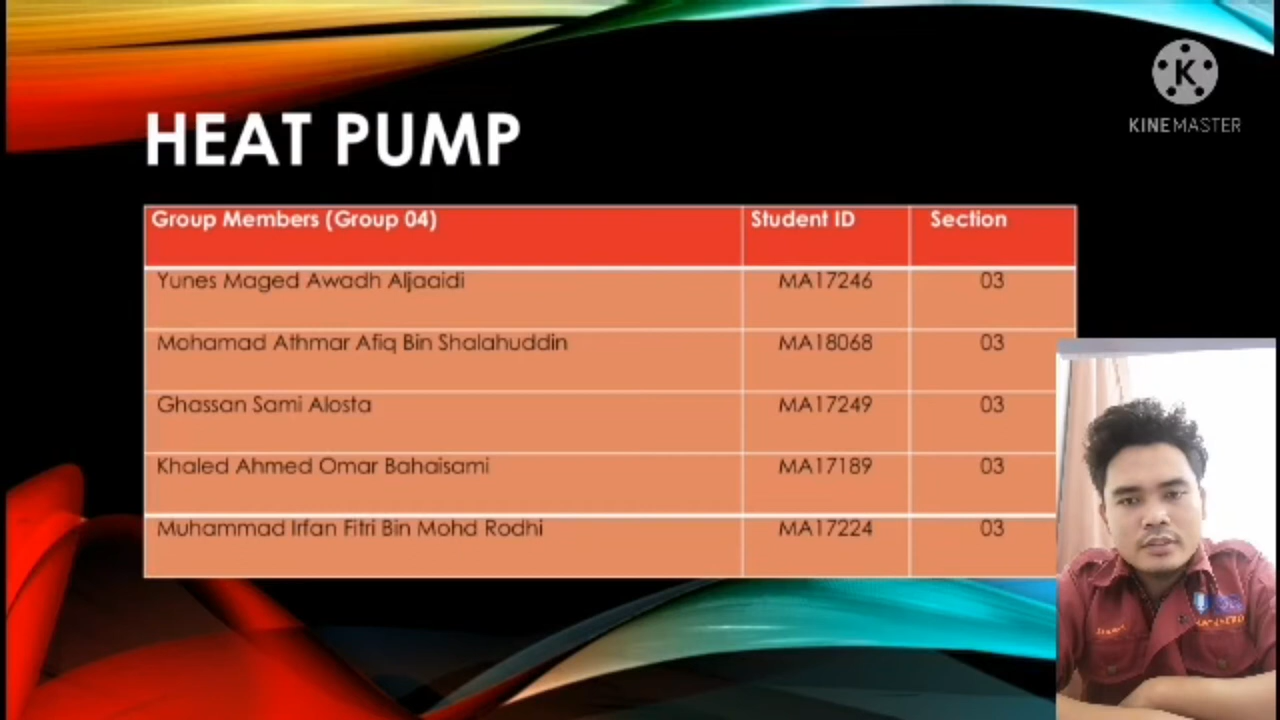 K
KINEMASTER
HEAT PUMP
Group Members (Group 04) Student ID Section
Yunes Maged Awadh Aljaaidi MA17246 03
Mohamad Athmar Afiq Bin Shalahuddin MA18068 03
Ghassan Sami Alosta MA17249 03
Khaled Ahmed Omar Bahaisami MA17189 03
Muhammad Irfan Fitri Bin Mohd Rodhi MA17224 03